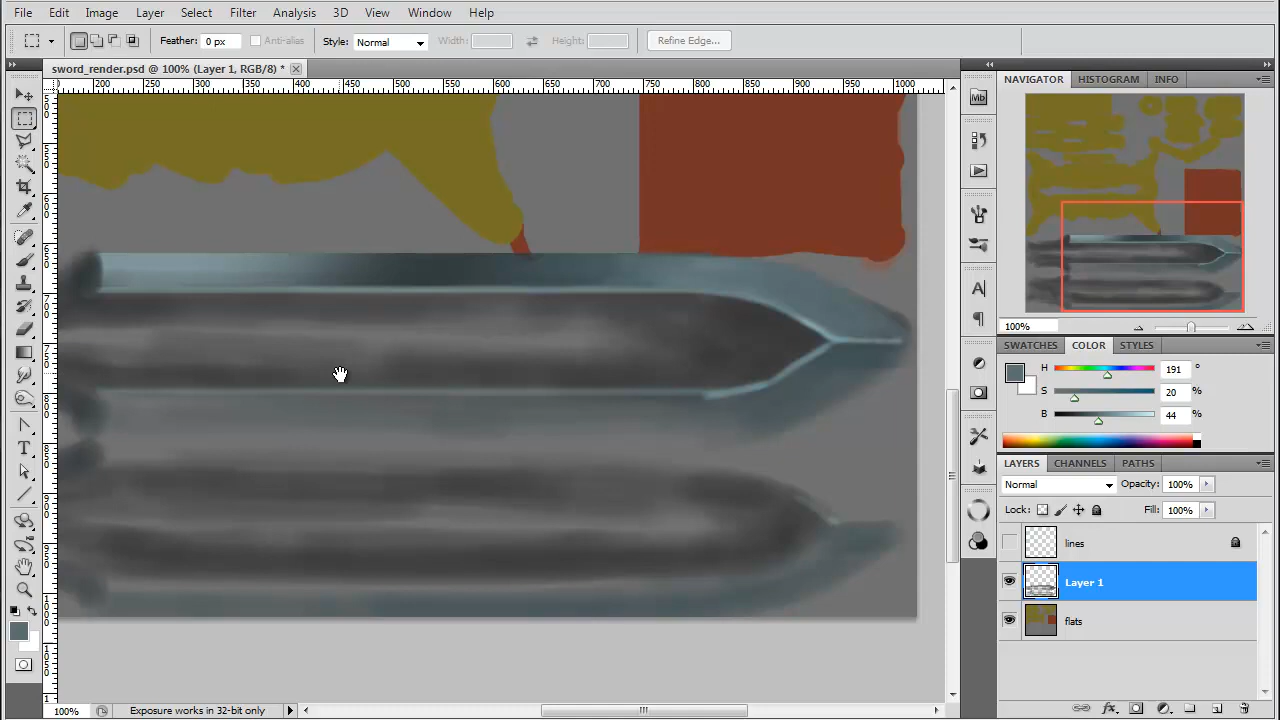 File Edit Image Layer Select Filter Analysis 3D View Window Help
Feather: 0 px Anti-alias Style: Normal Width: Height: Refine Edge...
sword_render.psd @ 100% (Layer 1, RGB/8) *
200 250 300 350 400 450 500 550 600 650 700 750 800 850 900 950 1000
NAVIGATOR HISTOGRAM INFO
100%
SWATCHES COLOR STYLES
H 191 °
S 20 %
B 44 %
LAYERS CHANNELS PATHS
Normal Opacity: 100%
Lock: Fill: 100%
lines
Layer 1
flats
Mb
A
T
100% Exposure works in 32-bit only